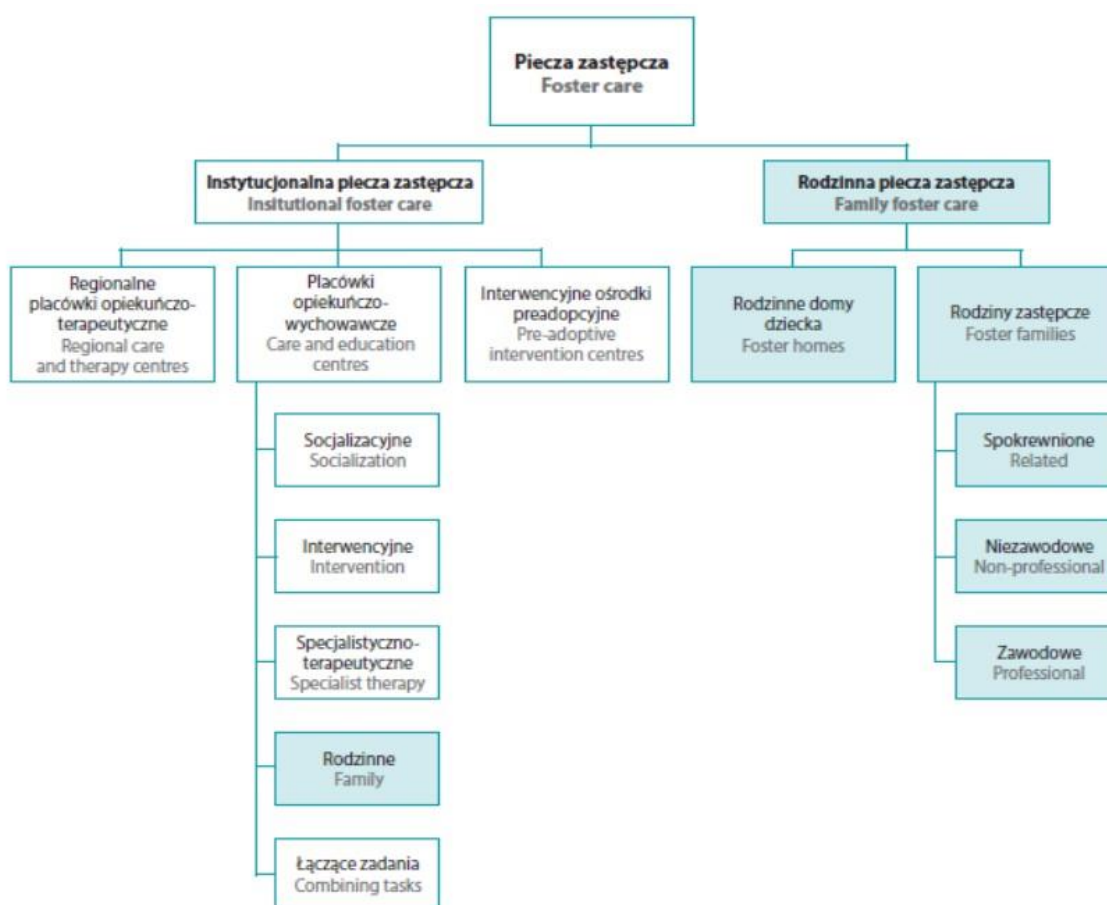 Piecza zastępcza
Foster care
Instytucjonalna piecza zastępcza
Insitutional foster care
Rodzinna piecza zastępcza
Family foster care
Regionalne
placówki opiekuńczo-
terapeutyczne
Regional care
and therapy centres
Placówki
opiekuńczo-
wychowawcze
Care and education
centres
Interwencyjne ośrodki
preadopcyjne
Pre-adoptive
intervention centres
Rodzinne domy
dziecka
Foster homes
Rodziny zastępcze
Foster families
Socjalizacyjne
Socialization
Interwencyjne
Intervention
Specjalistyczno-
terapeutyczne
Specialist therapy
Rodzinne
Family
Łączące zadania
Combining tasks
Spokrewnione
Related
Niezawodowe
Non-professional
Zawodowe
Professional